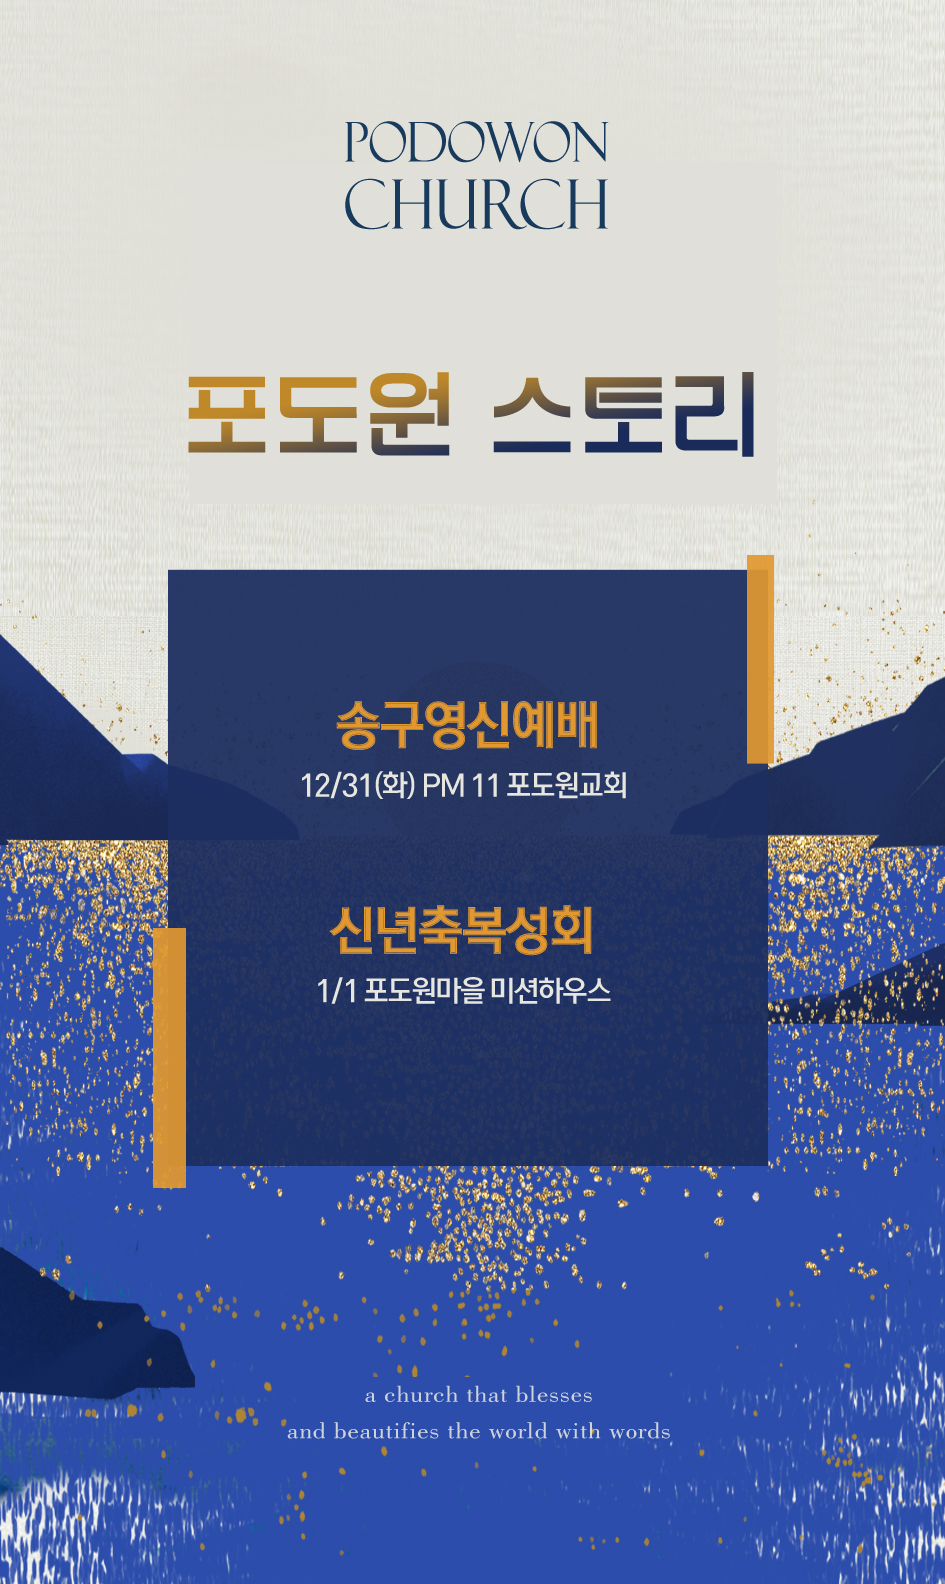 PODOWON
CHURCH
포도원 스토리
송구영신예배
12/31(화) PM 11 포도원교회
신년축복성회
1/1 포도원마을 미션하우스
a church that blesses
and beautifies the world with words